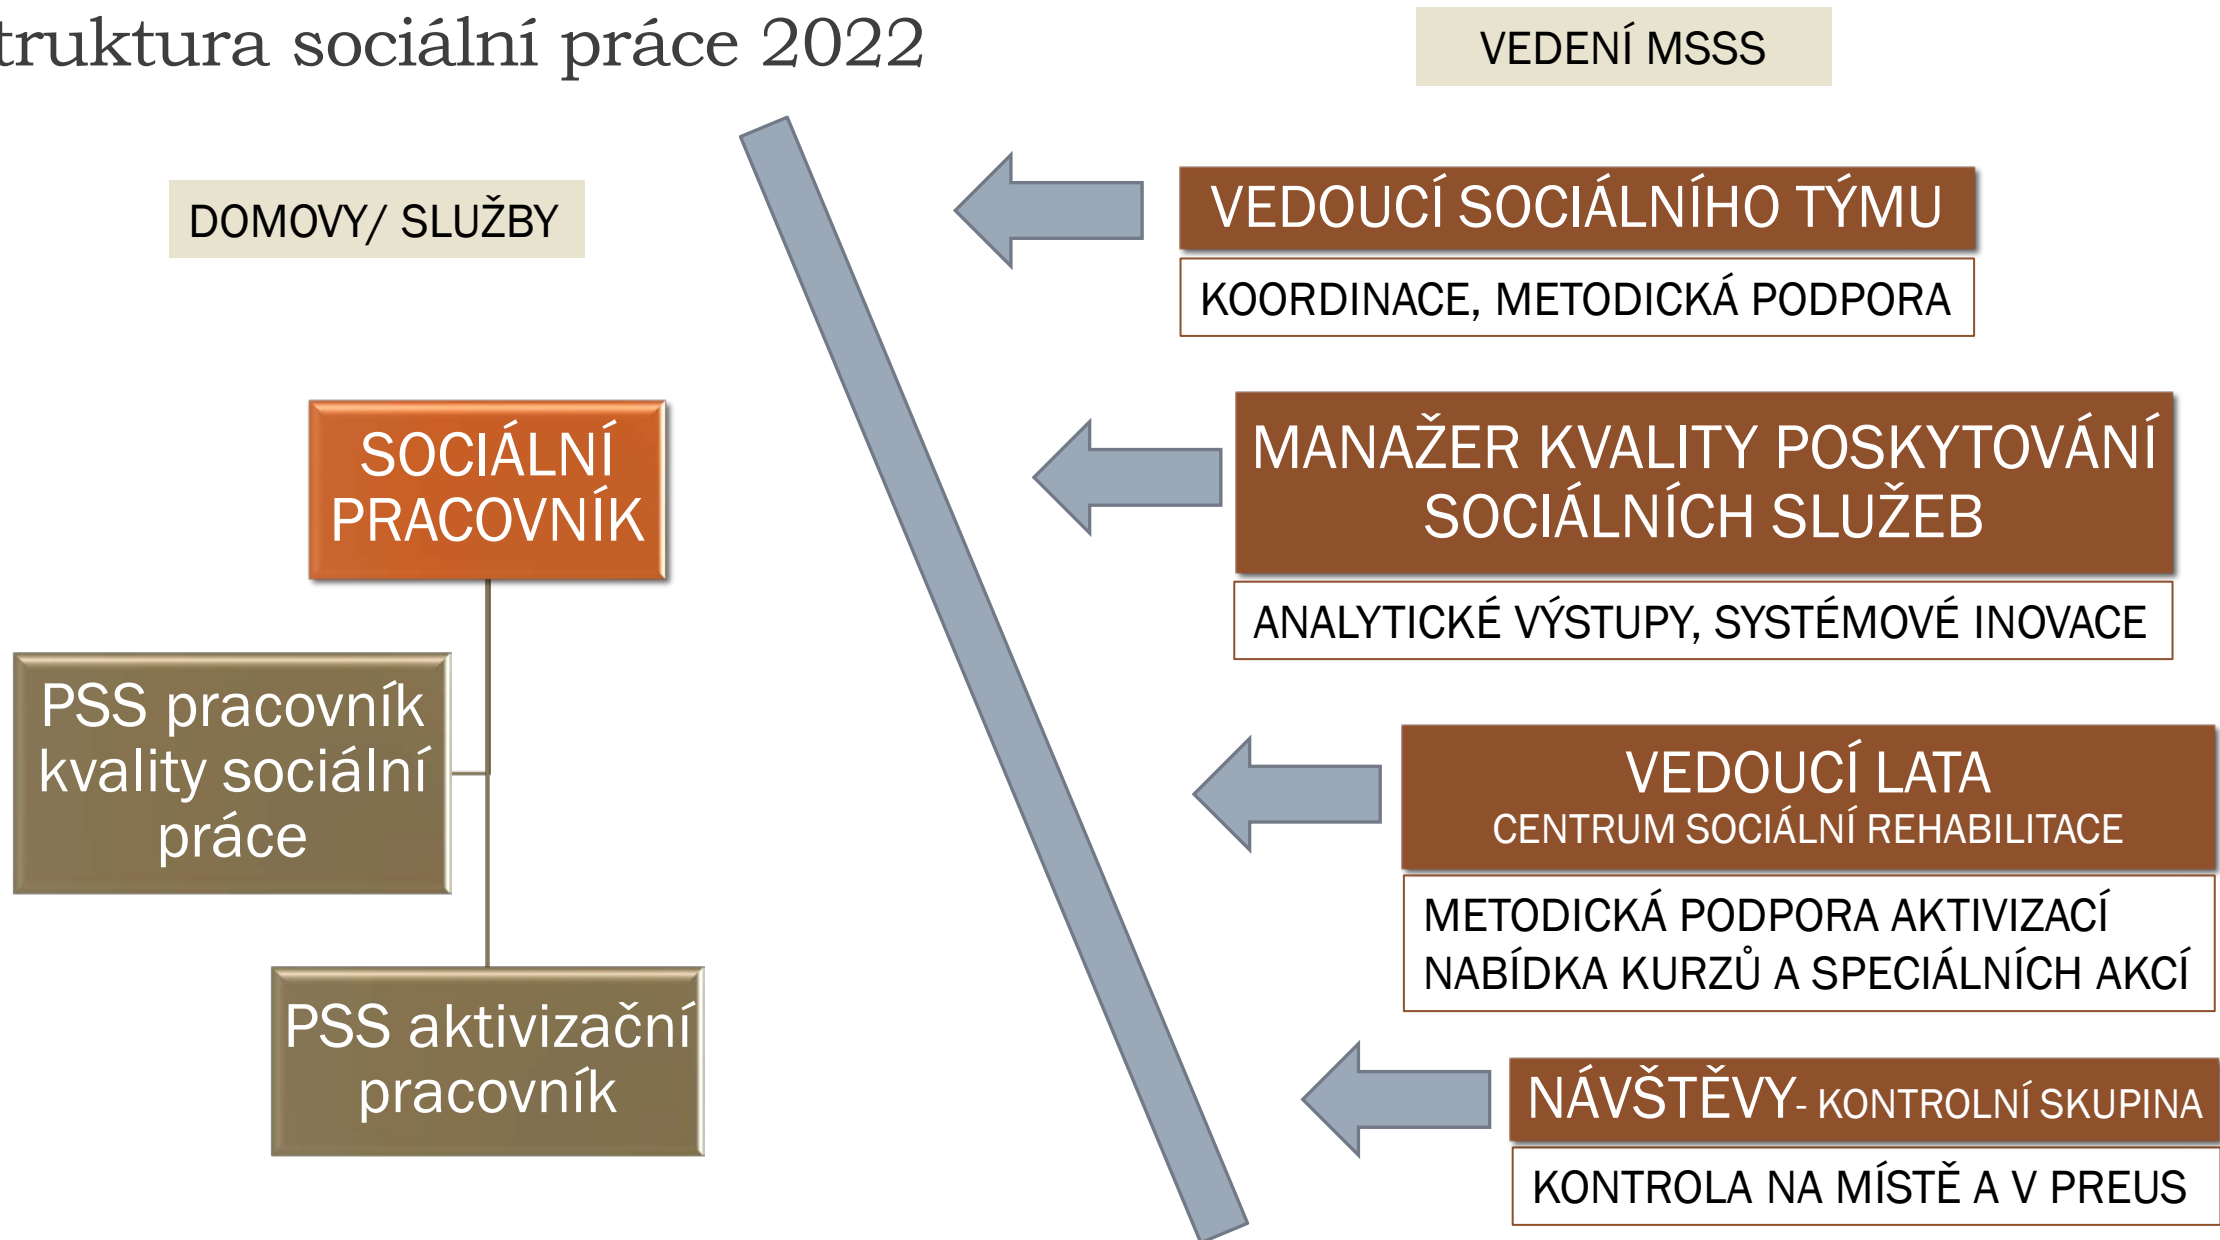 truktura sociální práce 2022
VEDENÍ MSSS
DOMOVY/ SLUŽBY
SOCIÁLNÍ
PRACOVNÍK
PSS pracovník
kvality sociální
práce
PSS aktivizační
pracovník
VEDOUCÍ SOCIÁLNÍHO TÝMU
KOORDINACE, METODICKÁ PODPORA
MANAŽER KVALITY POSKYTOVÁNÍ
SOCIÁLNÍCH SLUŽEB
ANALYTICKÉ VÝSTUPY, SYSTÉMOVÉ INOVACE
VEDOUCÍ LATA
CENTRUM SOCIÁLNÍ REHABILITACE
METODICKÁ PODPORA AKTIVIZACÍ
NABÍDKA KURZŮ A SPECIÁLNÍCH AKCÍ
NÁVŠTĚVY- KONTROLNÍ SKUPINA
KONTROLA NA MÍSTĚ A V PREUS